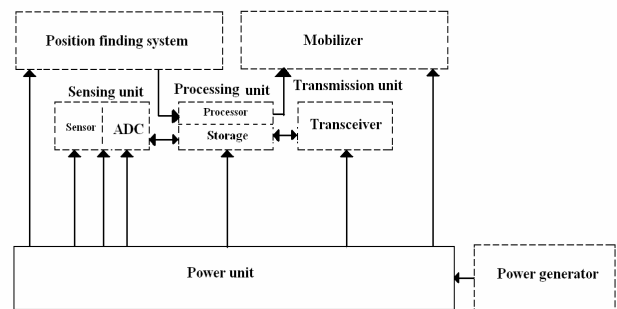 Position finding system
Mobilizer
Sensing unit
Processing unit
Transmission unit
Sensor
ADC
Processor
Storage
Transceiver
Power unit
Power generator